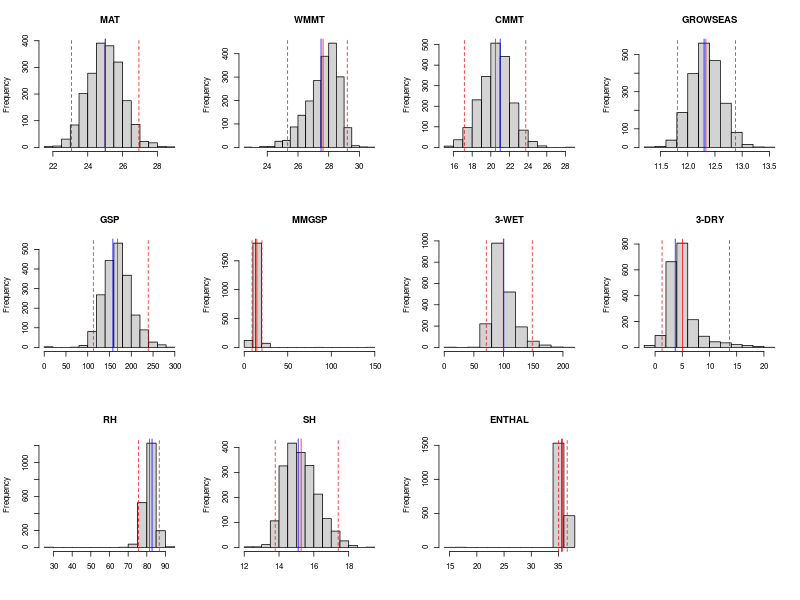 MAT
WMMT
CMMT
GROWSEAS
Frequency
0 100 200 300 400
22 24 26 28
Frequency
0 100 200 300 400
24 26 28 30
Frequency
0 100 200 300 400 500
16 18 20 22 24 26 28
Frequency
0 100 300 500
11.5 12.0 12.5 13.0 13.5
GSP
MMGSP
3-WET
3-DRY
Frequency
0 100 200 300 400 500
0 50 100 150 200 250 300
Frequency
0 500 1000 1500
0 50 100 150
Frequency
0 200 400 600 800 1000
0 50 100 150 200
Frequency
0 200 400 600 800
0 5 10 15 20
RH
SH
ENTHAL
Frequency
0 200 600 1000
30 40 50 60 70 80 90
Frequency
0 100 200 300 400
12 14 16 18
Frequency
0 500 1000 1500
15 20 25 30 35